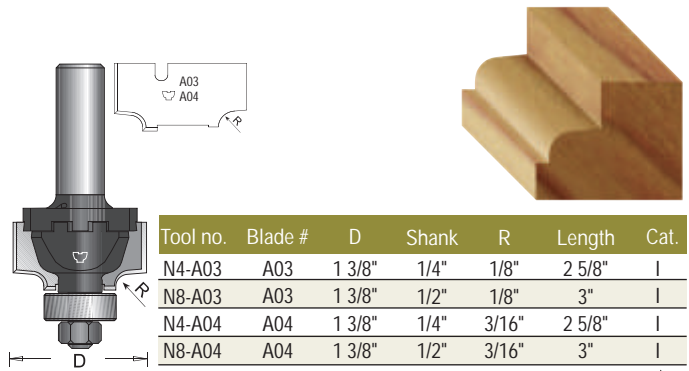 A03
A04
R
R
D
Tool no. Blade # D Shank R Length Cat.
N4-A03 A03 1 3/8" 1/4" 1/8" 2 5/8" I
N8-A03 A03 1 3/8" 1/2" 1/8" 3" I
N4-A04 A04 1 3/8" 1/4" 3/16" 2 5/8" I
N8-A04 A04 1 3/8" 1/2" 3/16" 3" I